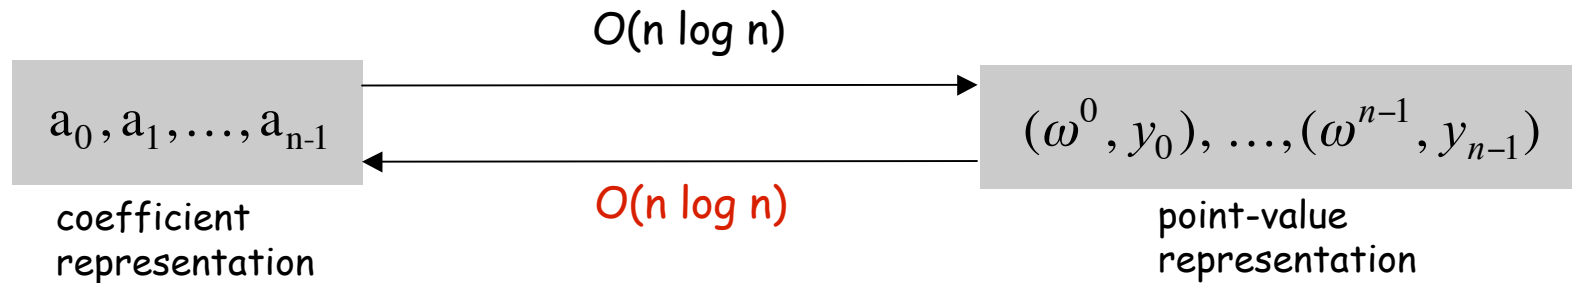 O(n log n)
a₀, a₁, …, aₙ₋₁
(ω⁰, y₀), …,(ωⁿ⁻¹, yₙ₋₁)
O(n log n)
coefficient
representation
point-value
representation